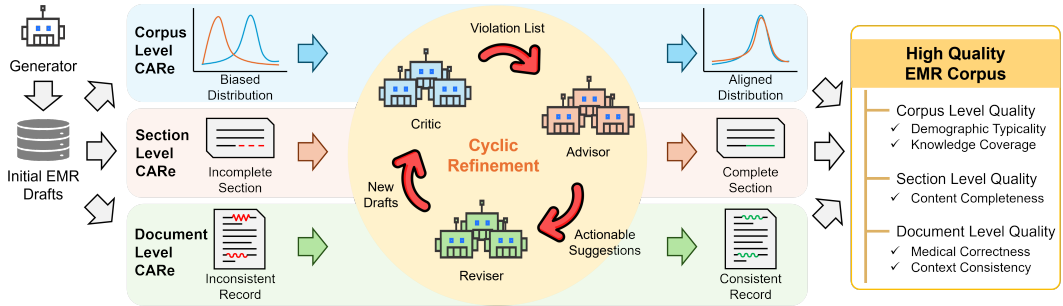 Generator
Initial EMR
Drafts
Corpus
Level
CARe
Biased
Distribution
Section
Level
CARe
Incomplete
Section
Document
Level
CARe
Inconsistent
Record
Violation List
Critic
Advisor
Cyclic
Refinement
New
Drafts
Reviser
Actionable
Suggestions
Aligned
Distribution
Complete
Section
Consistent
Record
High Quality
EMR Corpus
Corpus Level Quality
✓ Demographic Typicality
✓ Knowledge Coverage
Section Level Quality
✓ Content Completeness
Document Level Quality
✓ Medical Correctness
✓ Context Consistency